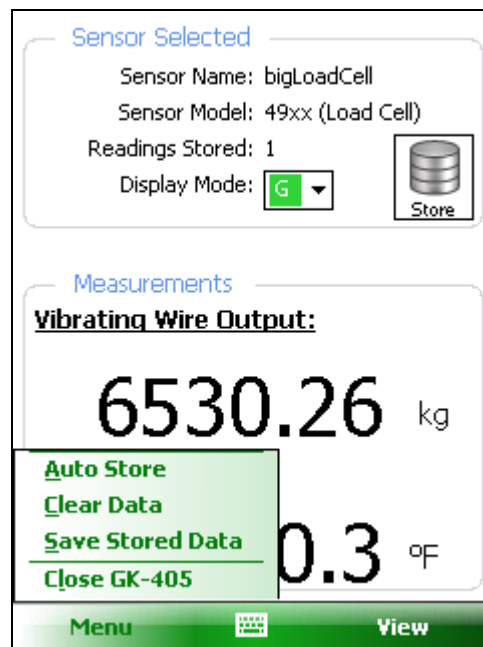 Sensor Selected
Sensor Name: bigLoadCell
Sensor Model: 49xx (Load Cell)
Readings Stored: 1
Display Mode: G
Store
Measurements
Vibrating Wire Output:
6530.26 kg
Auto Store
Clear Data
Save Stored Data
0.3 ºF
Close GK-405
Menu View